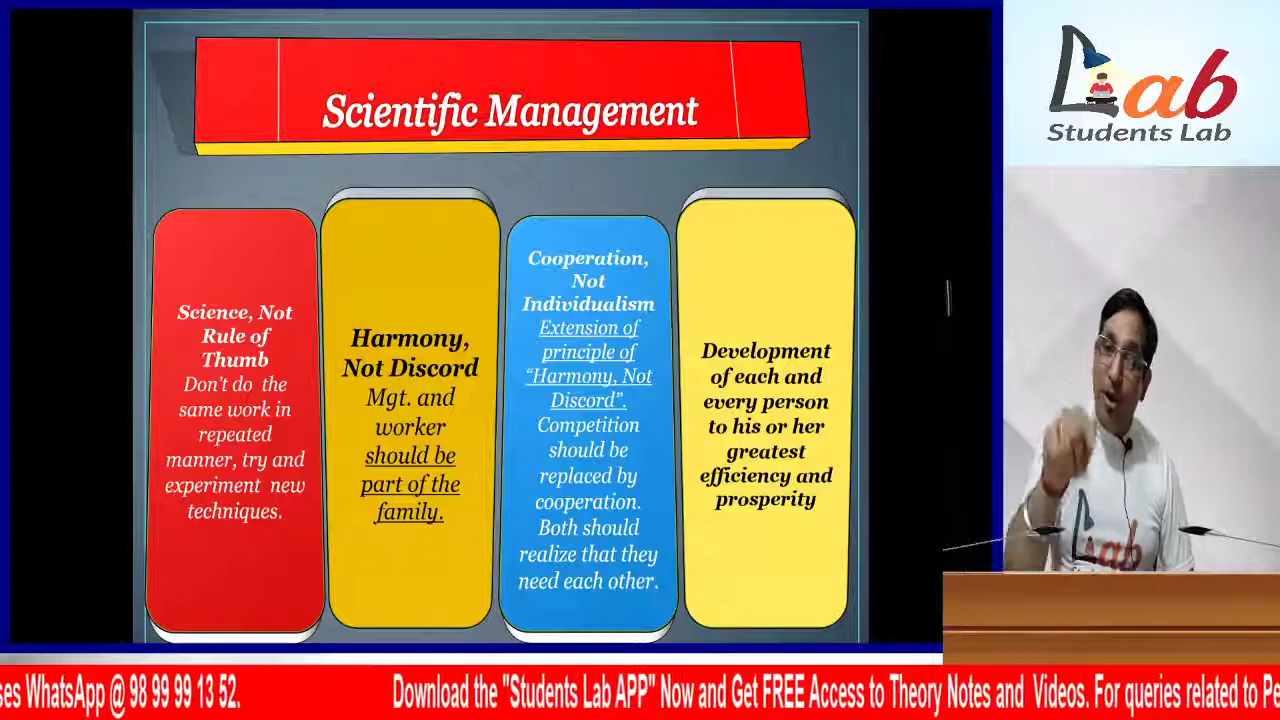 Scientific Management
Science, Not
Rule of
Thumb
Don't do the
same work in
repeated
manner, try and
experiment new
techniques.
Harmony,
Not Discord
Mgt. and
worker
should be
part of the
family.
Cooperation,
Not
Individualism
Extension of
principle of
“Harmony, Not
Discord”.
Competition
should be
replaced by
cooperation.
Both should
realize that they
need each other.
Development
of each and
every person
to his or her
greatest
efficiency and
prosperity
Lab
Students Lab
Lab
ses WhatsApp @ 98 99 99 13 52. Download the "Students Lab APP" Now and Get FREE Access to Theory Notes and Videos. For queries related to Pe